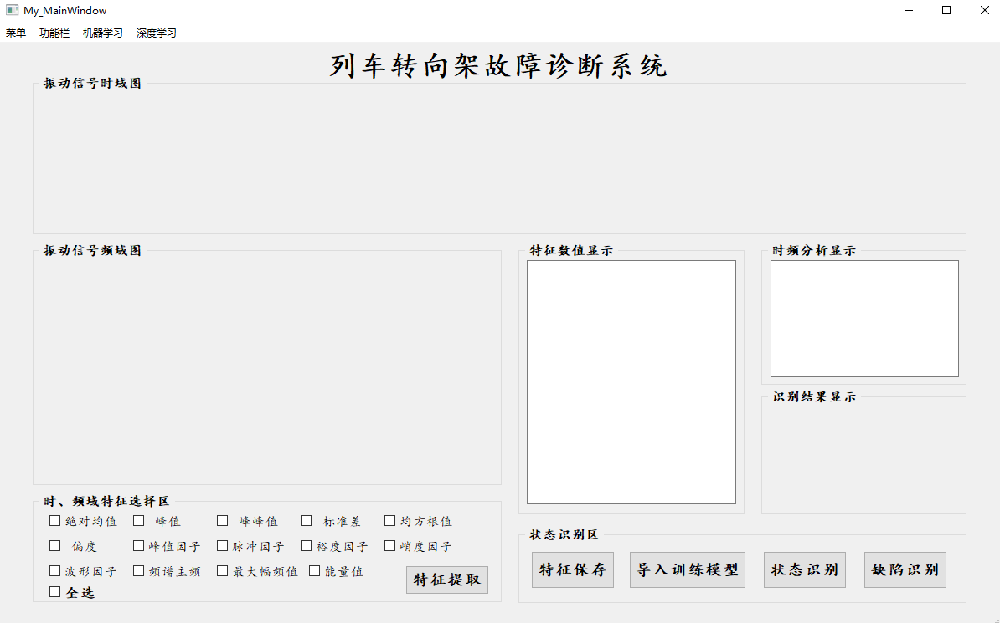 My_MainWindow
菜单 功能栏 机器学习 深度学习
列车转向架故障诊断系统
振动信号时域图
振动信号频域图
特征数值显示
时频分析显示
识别结果显示
时、频域特征选择区
绝对均值 峰值 峰峰值 标准差 均方根值
偏度 峰值因子 脉冲因子 裕度因子 峭度因子
波形因子 频谱主频 最大幅频值 能量值
全选
特征提取
状态识别区
特征保存 导入训练模型 状态识别 缺陷识别